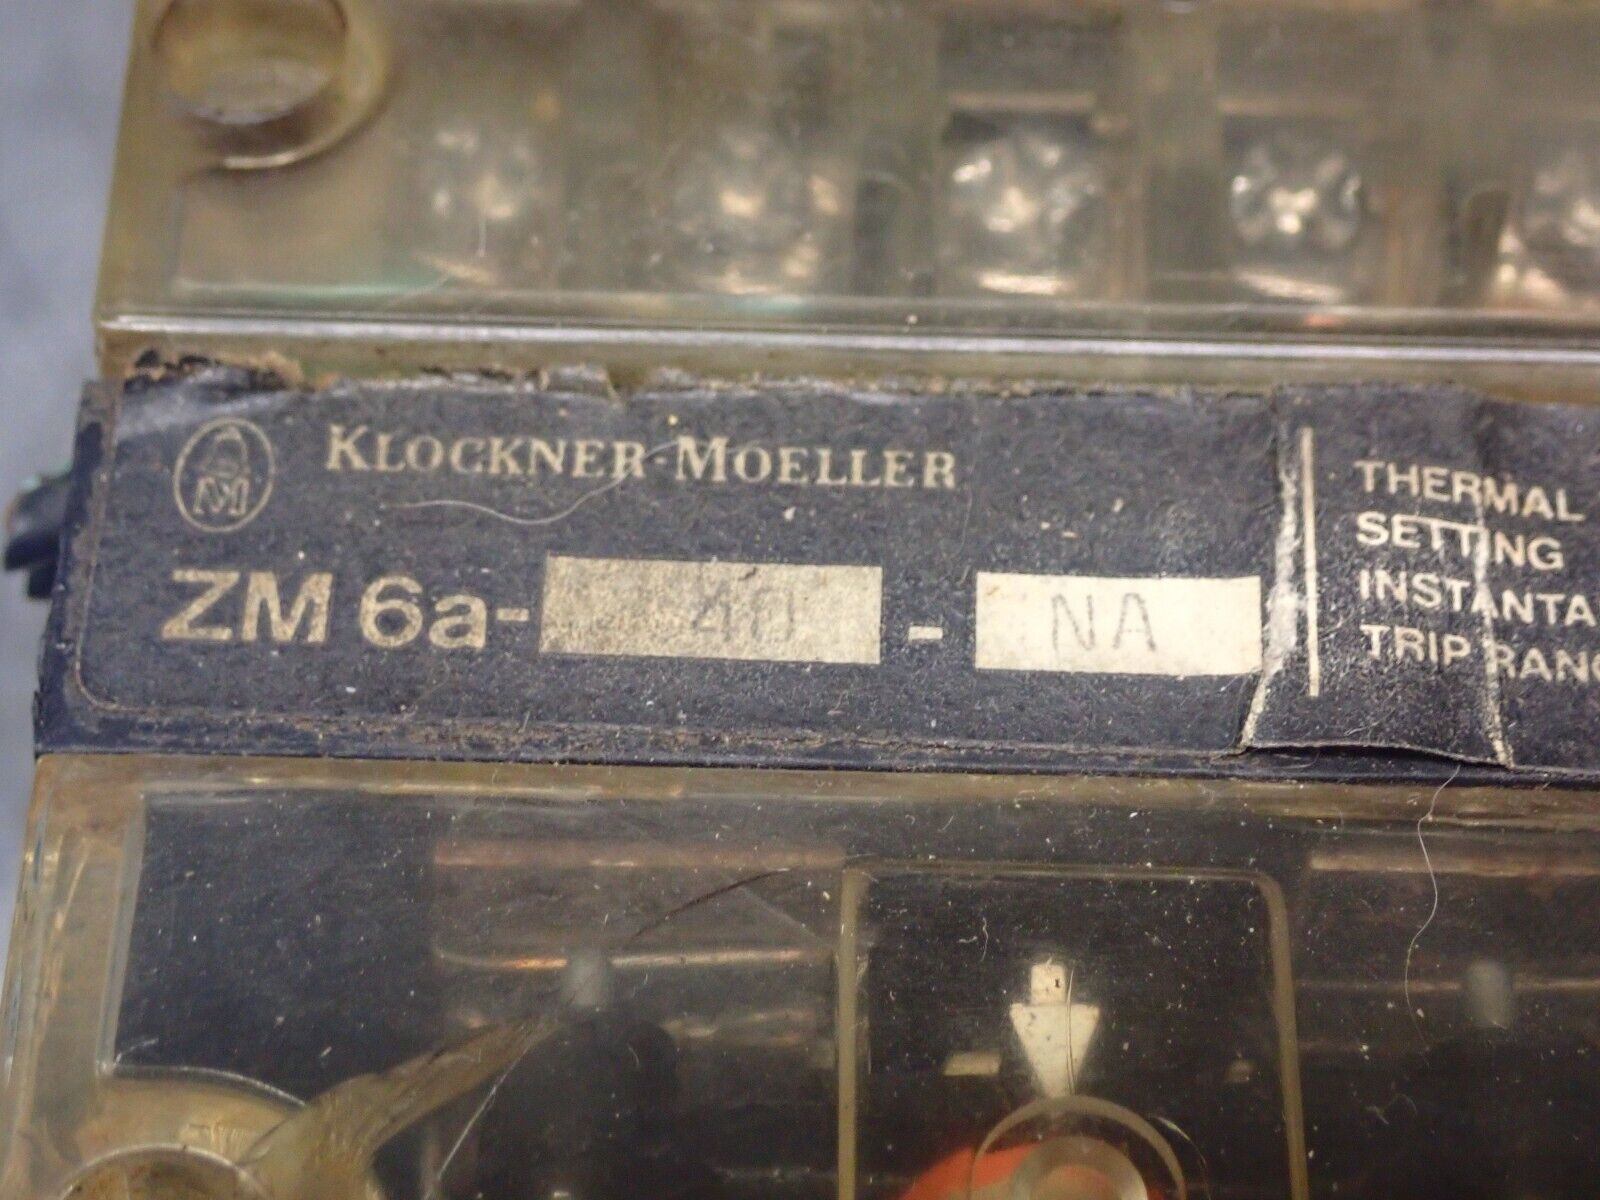 KLOCKNER-MOELLER
ZM 6a- 40 - NA
THERMAL
SETTING
INSTANTA
TRIP RANG